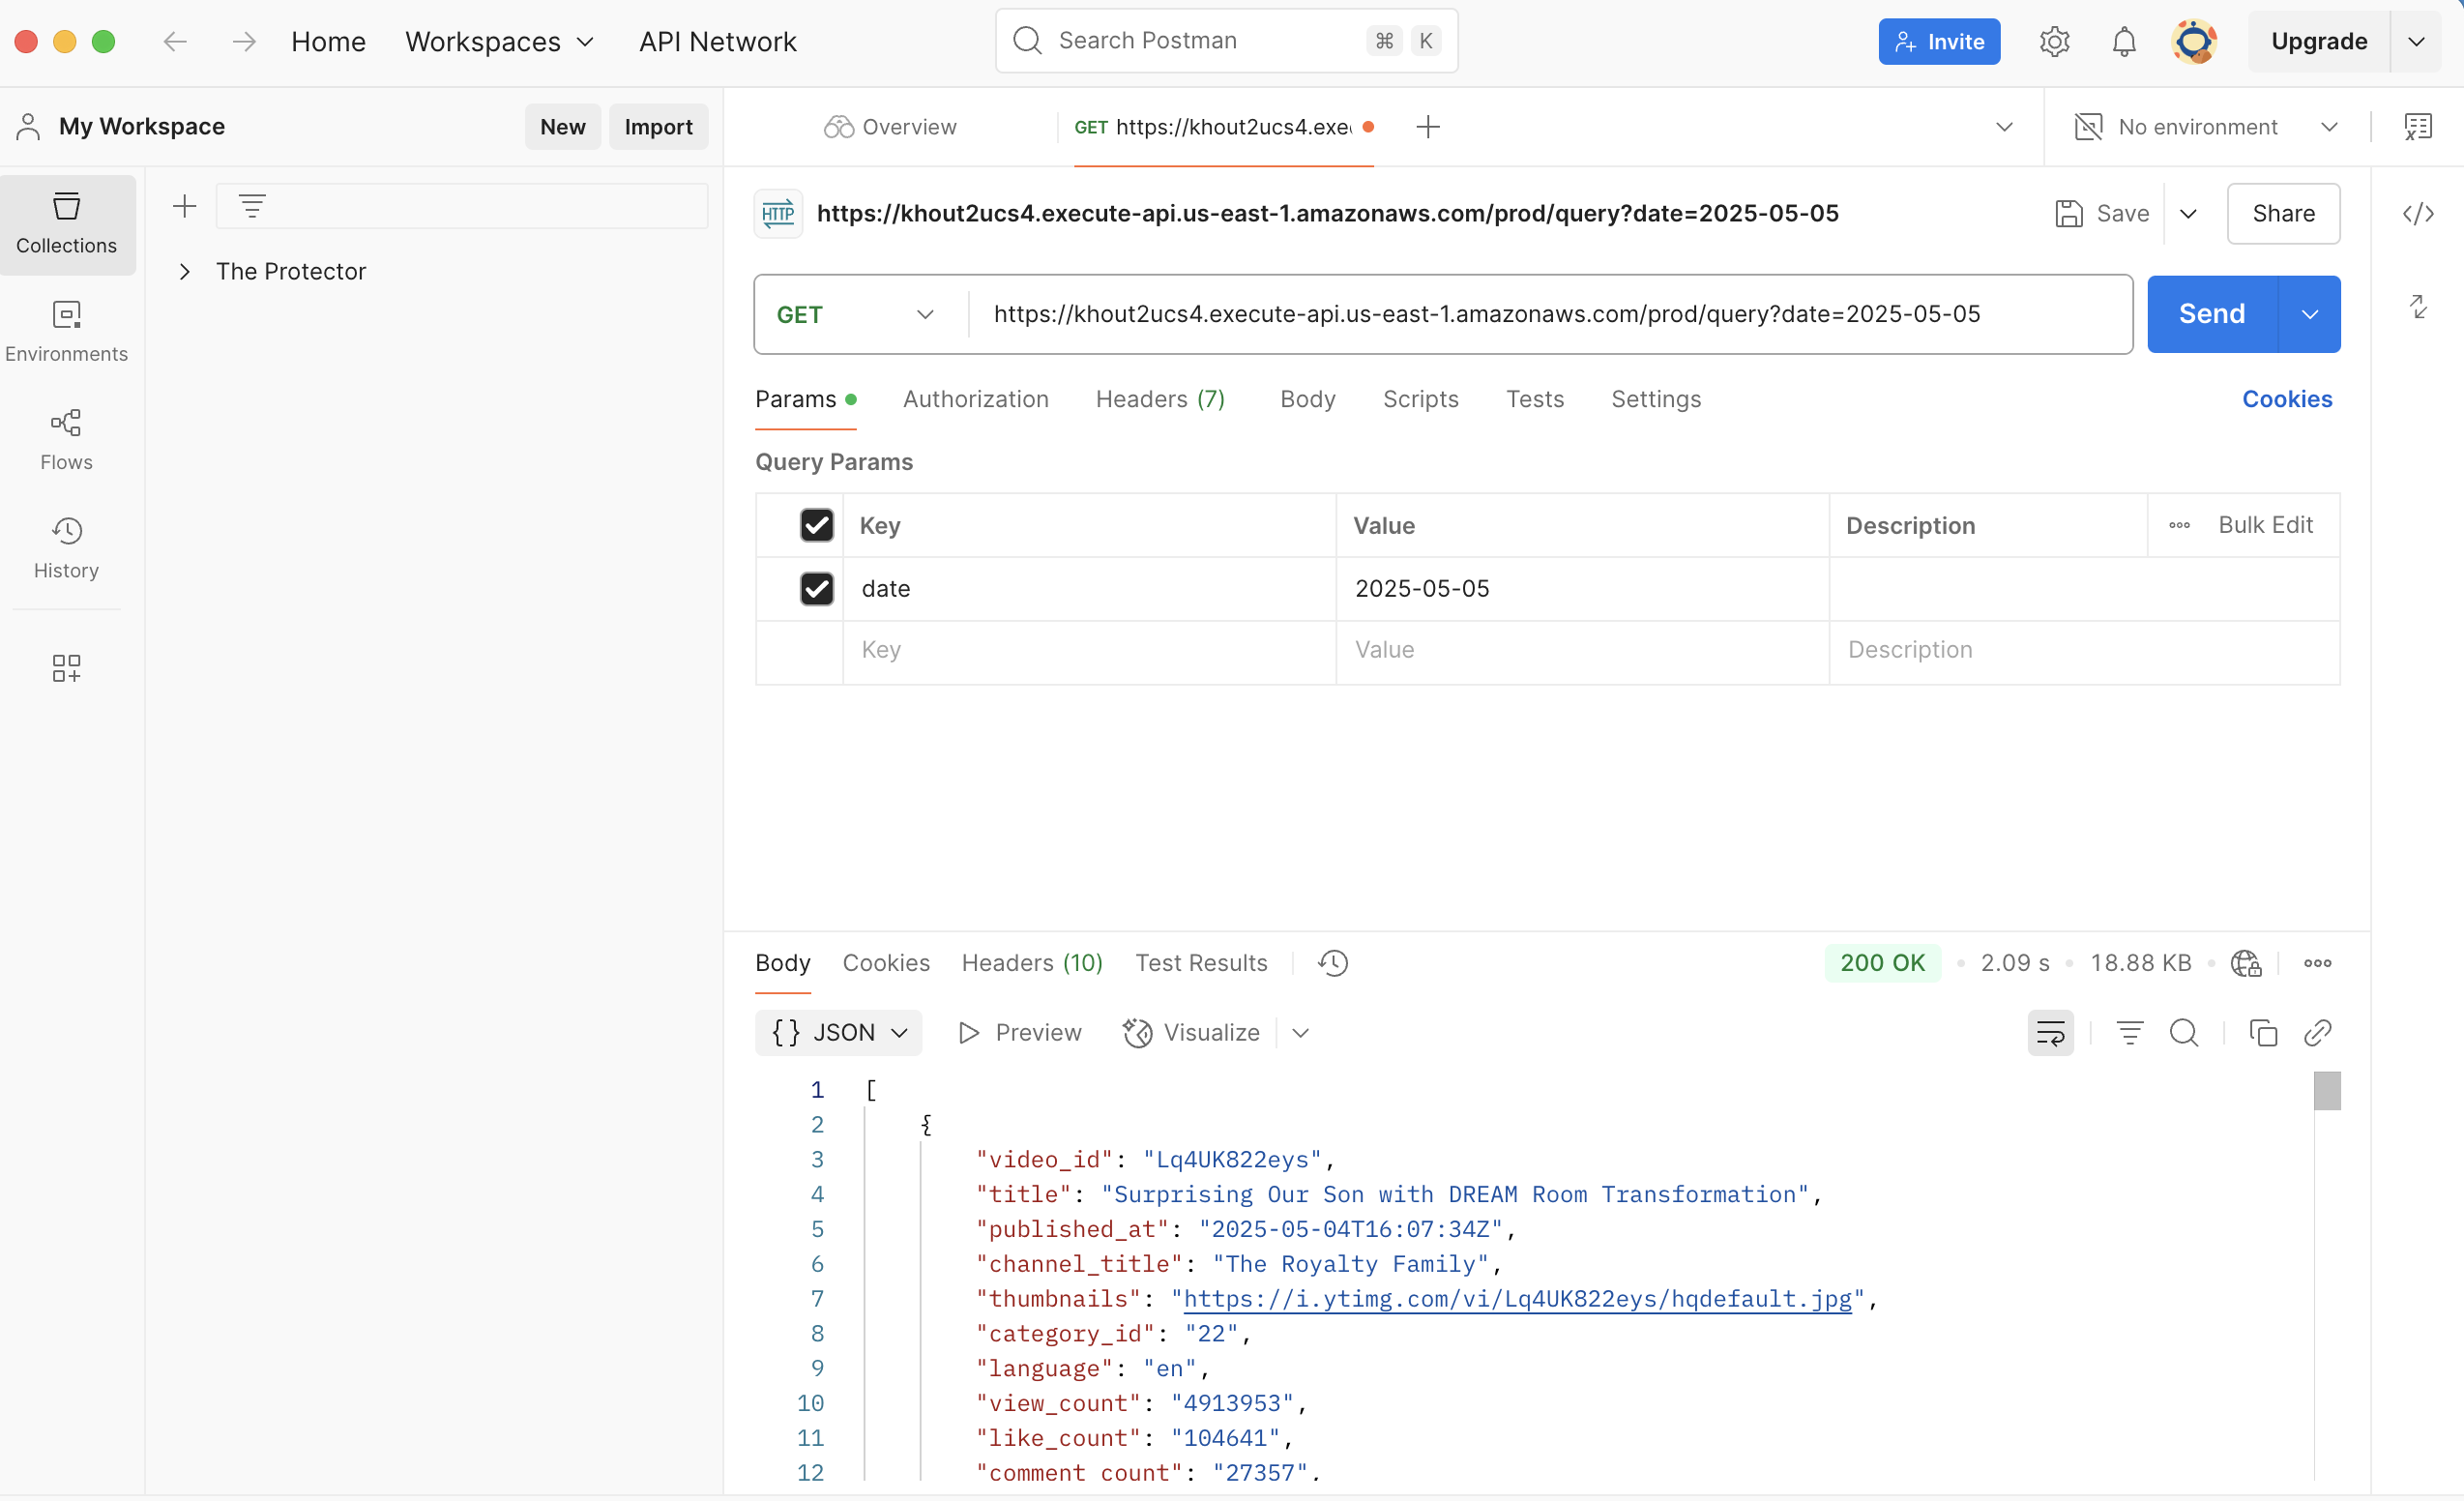 Home Workspaces API Network Search Postman ⌘ K Invite Upgrade
My Workspace New Import Overview GET https://khout2ucs4.exe No environment
Collections
Environments
Flows
History
The Protector
HTTP https://khout2ucs4.execute-api.us-east-1.amazonaws.com/prod/query?date=2025-05-05 Save Share </>
GET https://khout2ucs4.execute-api.us-east-1.amazonaws.com/prod/query?date=2025-05-05 Send
Params Authorization Headers (7) Body Scripts Tests Settings Cookies
Query Params
Key Value Description Bulk Edit
date 2025-05-05
Key Value Description
Body Cookies Headers (10) Test Results 200 OK 2.09 s 18.88 KB
{} JSON Preview Visualize
1 [
2 {
3 "video_id": "Lq4UK822eys",
4 "title": "Surprising Our Son with DREAM Room Transformation",
5 "published_at": "2025-05-04T16:07:34Z",
6 "channel_title": "The Royalty Family",
7 "thumbnails": "https://i.ytimg.com/vi/Lq4UK822eys/hqdefault.jpg",
8 "category_id": "22",
9 "language": "en",
10 "view_count": "4913953",
11 "like_count": "104641",
12 "comment_count": "27357",